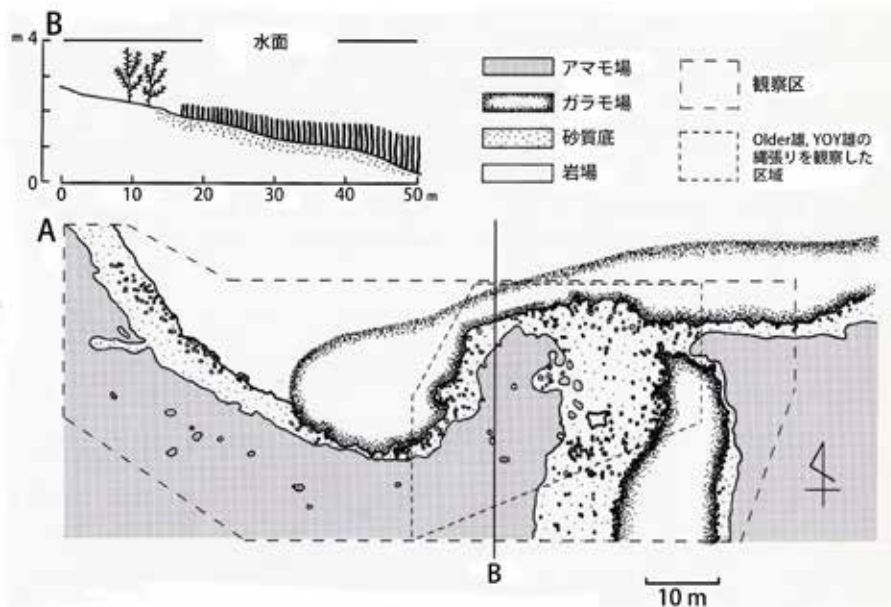 B
m 4
0
水面
0 10 20 30 40 50 m
アマモ場
ガラモ場
砂質底
岩場
観察区
Older雄, YOY雄の
縄張りを観察した
区域
A
B
10 m